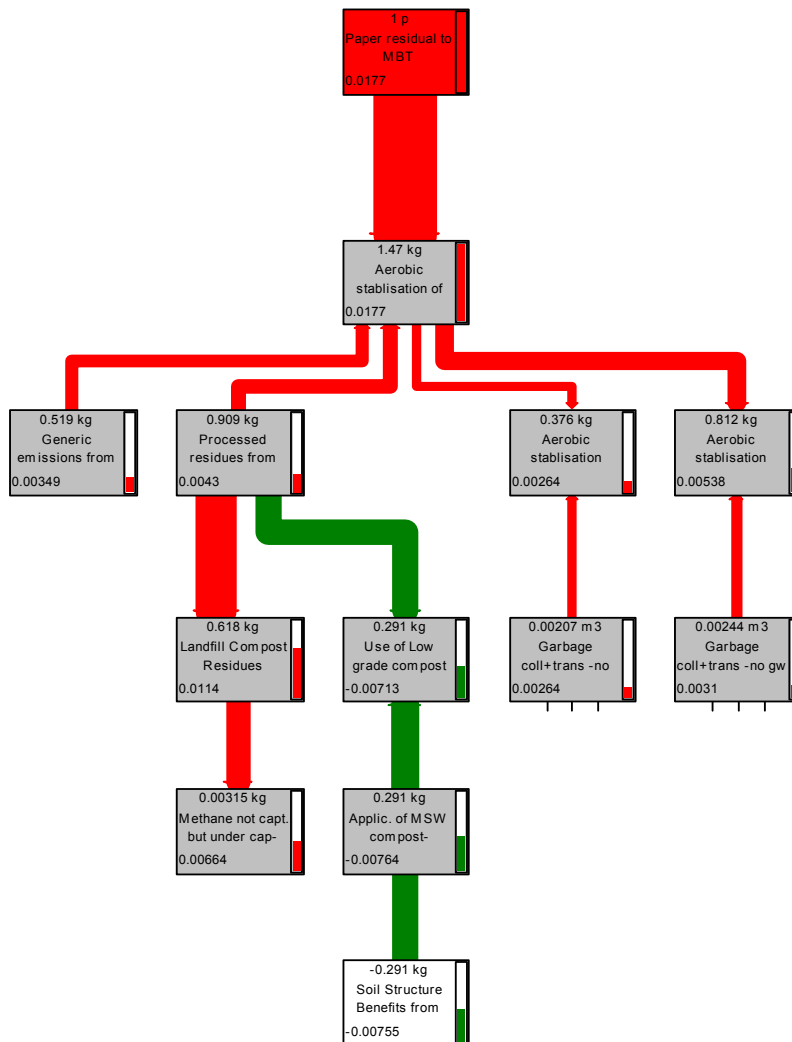 1 p
Paper residual to
MBT
0.0177
1.47 kg
Aerobic
stablisation of
0.0177
0.519 kg
Generic
emissions from
0.00349
0.909 kg
Processed
residues from
0.0043
0.376 kg
Aerobic
stablisation
0.00264
0.812 kg
Aerobic
stablisation
0.00538
0.618 kg
Landfill Compost
Residues
0.0114
0.291 kg
Use of Low
grade compost
-0.00713
0.00207 m3
Garbage
coll+trans -no
0.00264
0.00244 m3
Garbage
coll+trans -no gw
0.0031
0.00315 kg
Methane not capt.
but under cap-
0.00664
0.291 kg
Applic. of MSW
compost-
-0.00764
-0.291 kg
Soil Structure
Benefits from
-0.00755